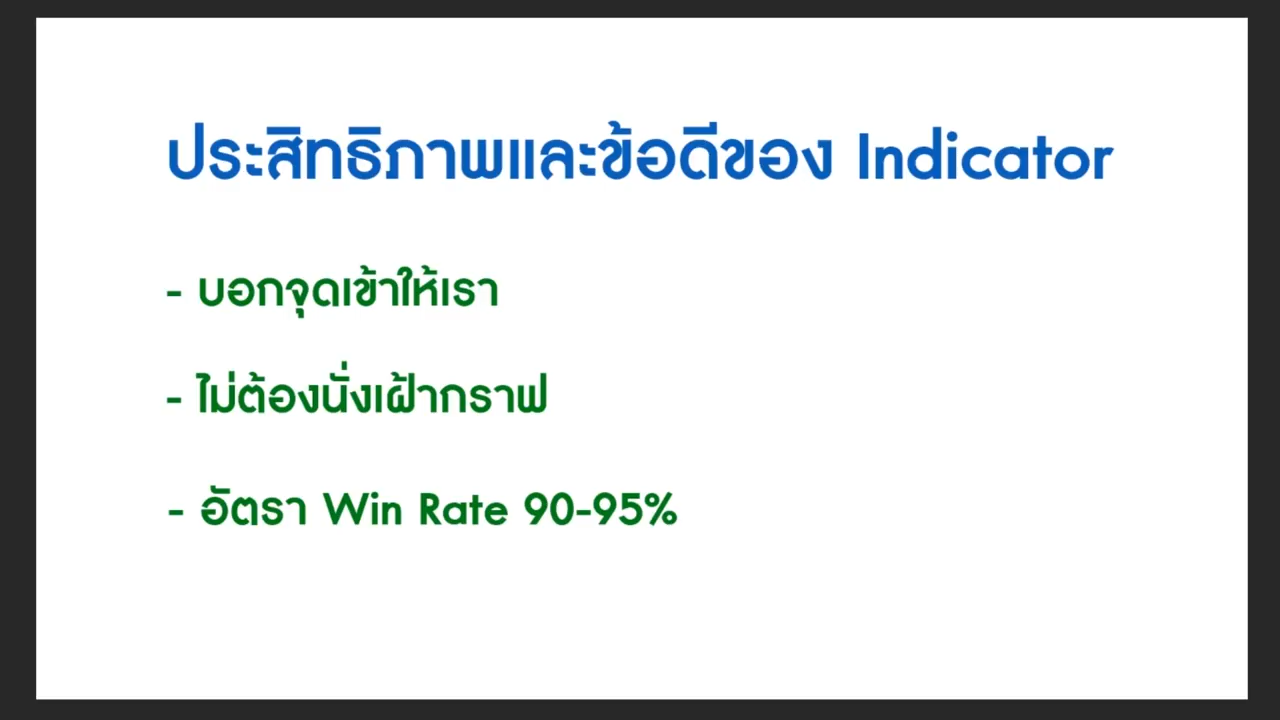 ประสิทธิภาพและข้อดีของ Indicator
- บอกจุดเข้าให้เรา
- ไม่ต้องนั่งเฝ้ากราฟ
- อัตรา Win Rate 90-95%